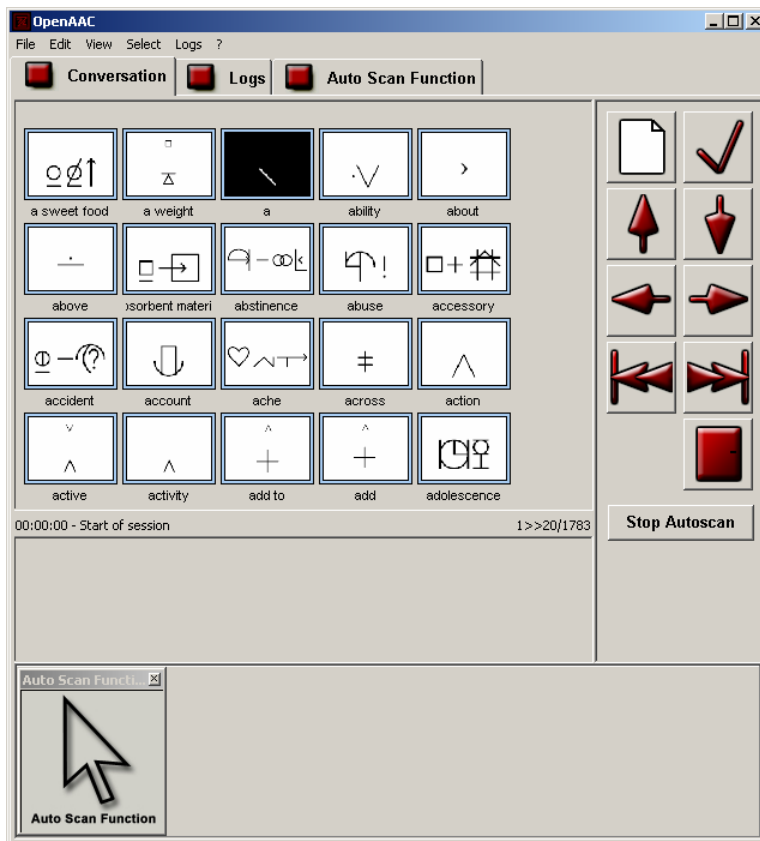 OpenAAC
File Edit View Select Logs ?
Conversation Logs Auto Scan Function
a sweet food a weight a ability about
above osorbent materi abstinence abuse accessory
accident account ache across action
active activity add to add adolescence
00:00:00 - Start of session 1>>20/1783
Stop Autoscan
Auto Scan Functi...
Auto Scan Function